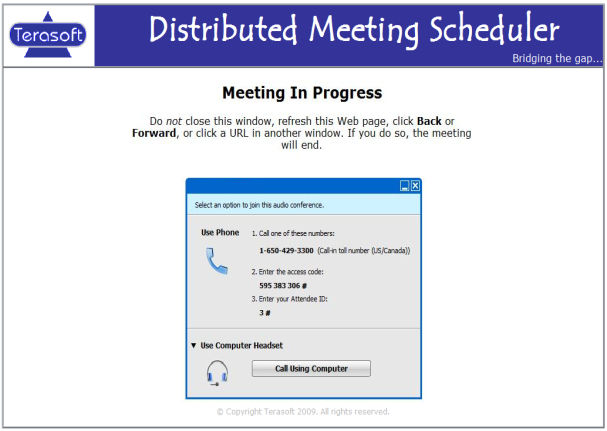 Terasoft
Distributed Meeting Scheduler
Bridging the gap...
Meeting In Progress
Do not close this window, refresh this Web page, click Back or
Forward, or click a URL in another window. If you do so, the meeting
will end.
Select an option to join this audio conference.
Use Phone
1. Call one of these numbers:
1-650-429-3300 (Call-in toll number (US/Canada))
2. Enter the access code:
595 383 306 #
3. Enter your Attendee ID:
3 #
▼ Use Computer Headset
Call Using Computer
© Copyright Terasoft 2009. All rights reserved.